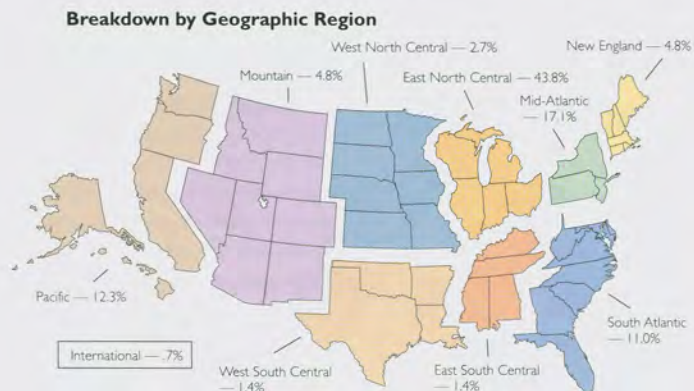 Breakdown by Geographic Region
West North Central — 2.7%
New England — 4.8%
Mountain — 4.8%
East North Central — 43.8%
Mid-Atlantic
— 17.1%
Pacific — 12.3%
South Atlantic
— 11.0%
International — .7%
West South Central
— 1.4%
East South Central
— 1.4%